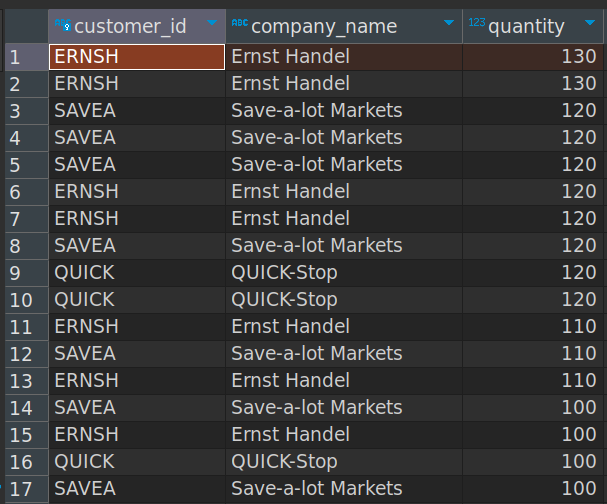 ABC customer_id ABC company_name 123 quantity
1 ERNSH Ernst Handel 130
2 ERNSH Ernst Handel 130
3 SAVEA Save-a-lot Markets 120
4 SAVEA Save-a-lot Markets 120
5 SAVEA Save-a-lot Markets 120
6 ERNSH Ernst Handel 120
7 ERNSH Ernst Handel 120
8 SAVEA Save-a-lot Markets 120
9 QUICK QUICK-Stop 120
10 QUICK QUICK-Stop 120
11 ERNSH Ernst Handel 110
12 SAVEA Save-a-lot Markets 110
13 ERNSH Ernst Handel 110
14 SAVEA Save-a-lot Markets 100
15 ERNSH Ernst Handel 100
16 QUICK QUICK-Stop 100
17 SAVEA Save-a-lot Markets 100